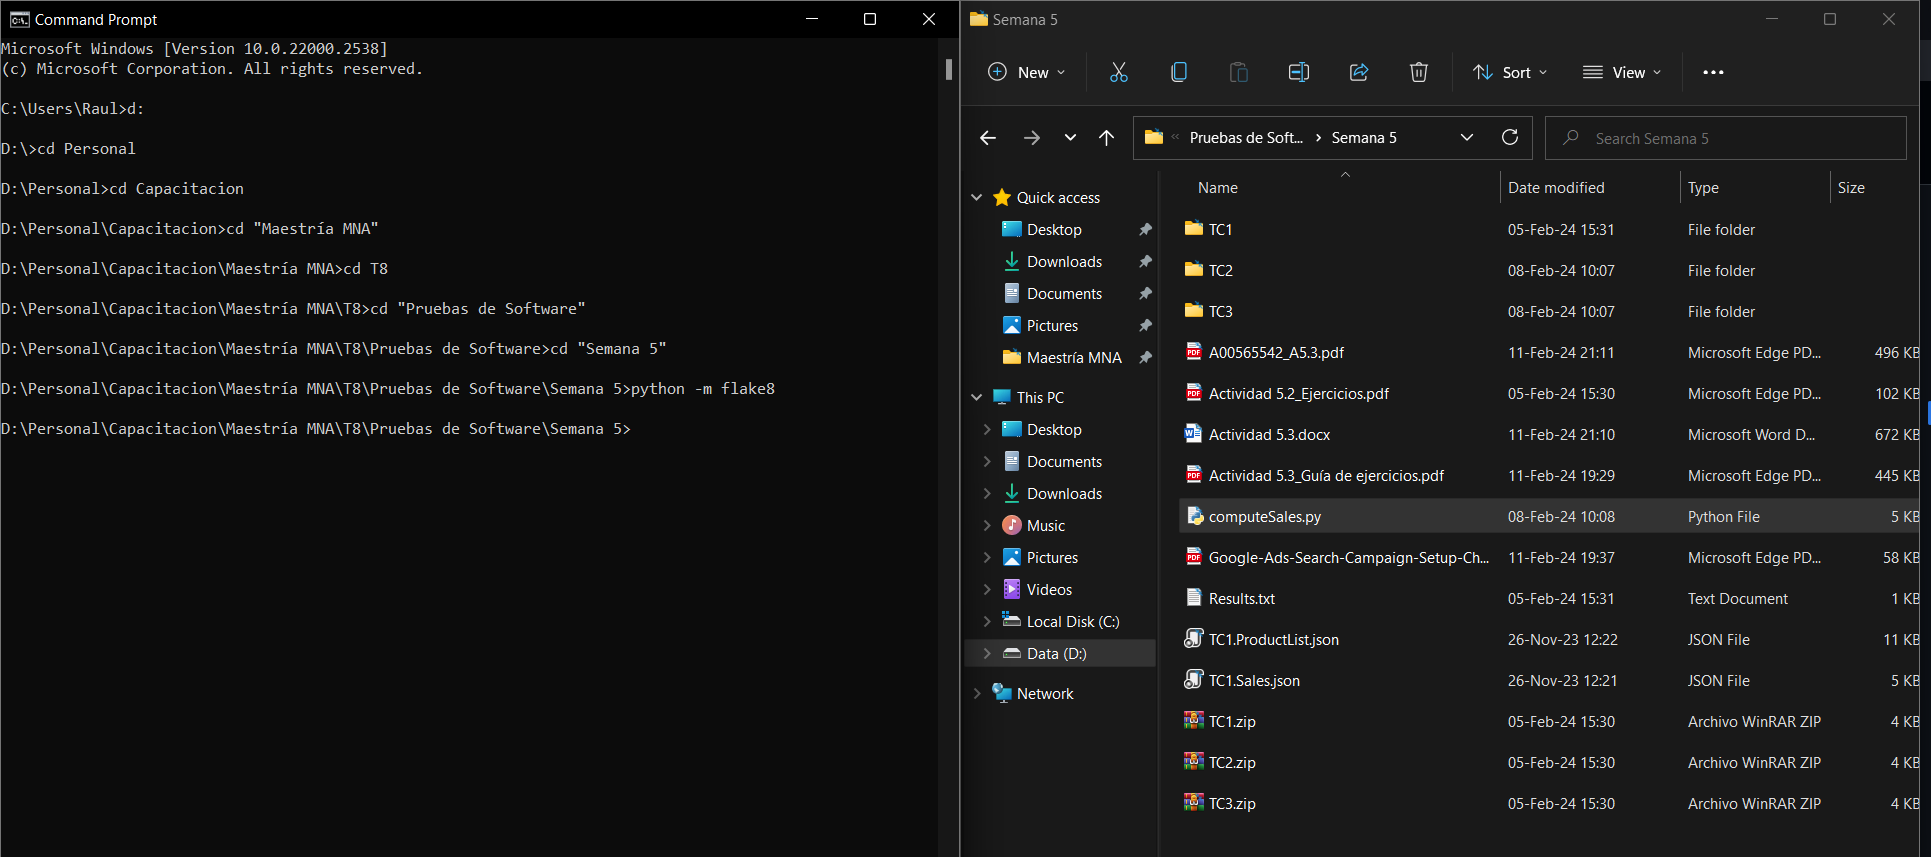 Command Prompt
Microsoft Windows [Version 10.0.22000.2538]
(c) Microsoft Corporation. All rights reserved.
C:\Users\Raul>d:
D:\>cd Personal
D:\Personal>cd Capacitacion
D:\Personal\Capacitacion>cd "Maestría MNA"
D:\Personal\Capacitacion\Maestría MNA>cd T8
D:\Personal\Capacitacion\Maestría MNA\T8>cd "Pruebas de Software"
D:\Personal\Capacitacion\Maestría MNA\T8\Pruebas de Software>cd "Semana 5"
D:\Personal\Capacitacion\Maestría MNA\T8\Pruebas de Software\Semana 5>python -m flake8
D:\Personal\Capacitacion\Maestría MNA\T8\Pruebas de Software\Semana 5>
Semana 5
New Sort View
Pruebas de Soft... Semana 5 Search Semana 5
Quick access
Desktop
Downloads
Documents
Pictures
Maestría MNA
This PC
Desktop
Documents
Downloads
Music
Pictures
Videos
Local Disk (C:)
Data (D:)
Network
Name Date modified Type Size
TC1 05-Feb-24 15:31 File folder
TC2 08-Feb-24 10:07 File folder
TC3 08-Feb-24 10:07 File folder
A00565542_A5.3.pdf 11-Feb-24 21:11 Microsoft Edge PD... 496 KB
Actividad 5.2_Ejercicios.pdf 05-Feb-24 15:30 Microsoft Edge PD... 102 KB
Actividad 5.3.docx 11-Feb-24 21:10 Microsoft Word D... 672 KB
Actividad 5.3_Guía de ejercicios.pdf 11-Feb-24 19:29 Microsoft Edge PD... 445 KB
computeSales.py 08-Feb-24 10:08 Python File 5 KB
Google-Ads-Search-Campaign-Setup-Ch... 11-Feb-24 19:37 Microsoft Edge PD... 58 KB
Results.txt 05-Feb-24 15:31 Text Document 1 KB
TC1.ProductList.json 26-Nov-23 12:22 JSON File 11 KB
TC1.Sales.json 26-Nov-23 12:21 JSON File 5 KB
TC1.zip 05-Feb-24 15:30 Archivo WinRAR ZIP 4 KB
TC2.zip 05-Feb-24 15:30 Archivo WinRAR ZIP 4 KB
TC3.zip 05-Feb-24 15:30 Archivo WinRAR ZIP 4 KB